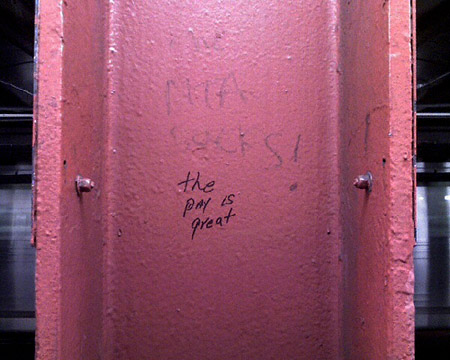 MTA
SUCKS!
the
PAY IS
great